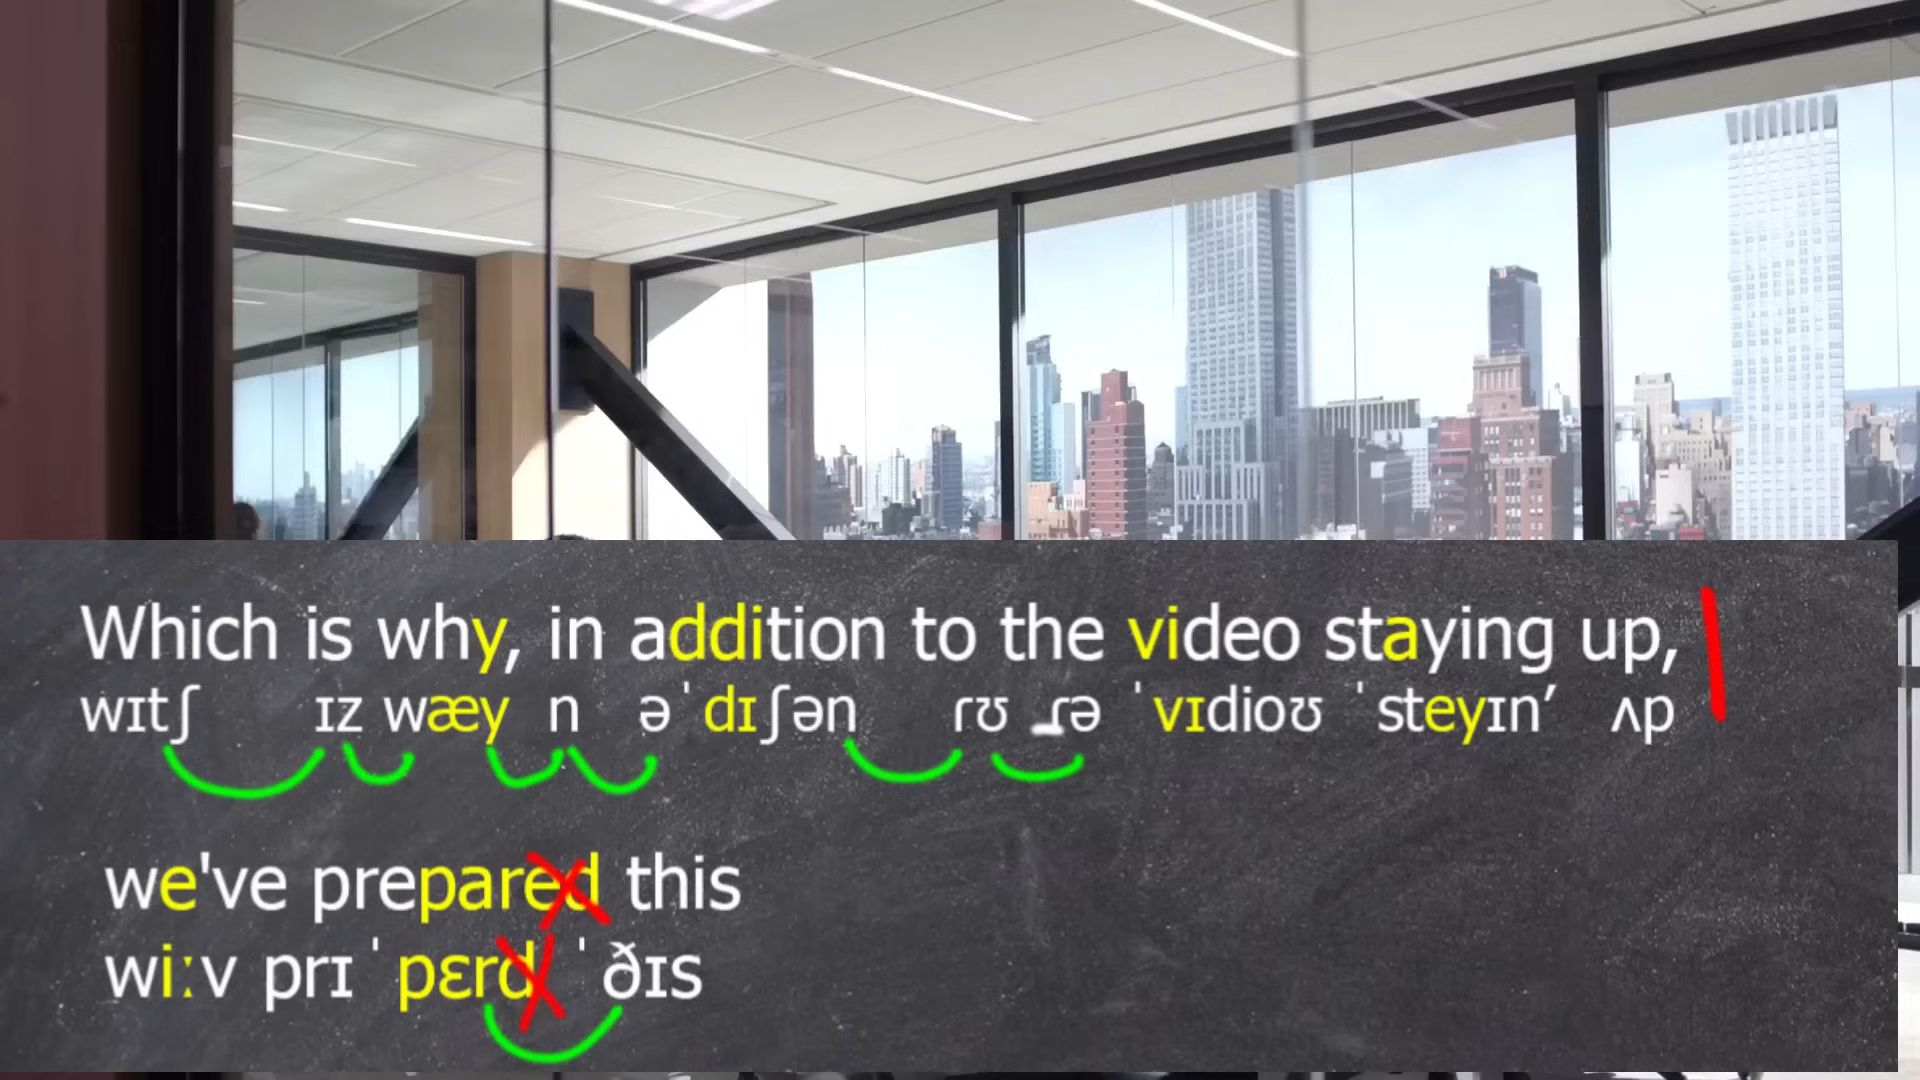 Which is why, in addition to the video staying up,
wɪtʃ ɪz wæy n əˈdɪʃən ɾʊ ɾə ˈvɪdioʊ ˈsteyɪn’ ʌp
we've prepared this
wiːv prɪˈpɛrd ˈðɪs